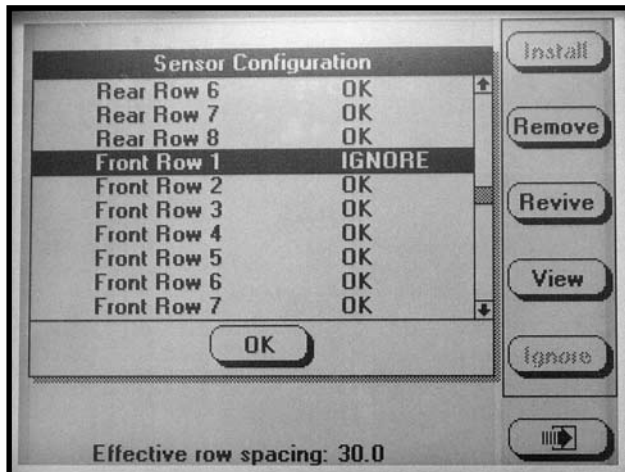 Sensor Configuration
Rear Row 6 OK
Rear Row 7 OK
Rear Row 8 OK
Front Row 1 IGNORE
Front Row 2 OK
Front Row 3 OK
Front Row 4 OK
Front Row 5 OK
Front Row 6 OK
Front Row 7 OK
OK
Effective row spacing: 30.0
Install
Remove
Revive
View
Ignore